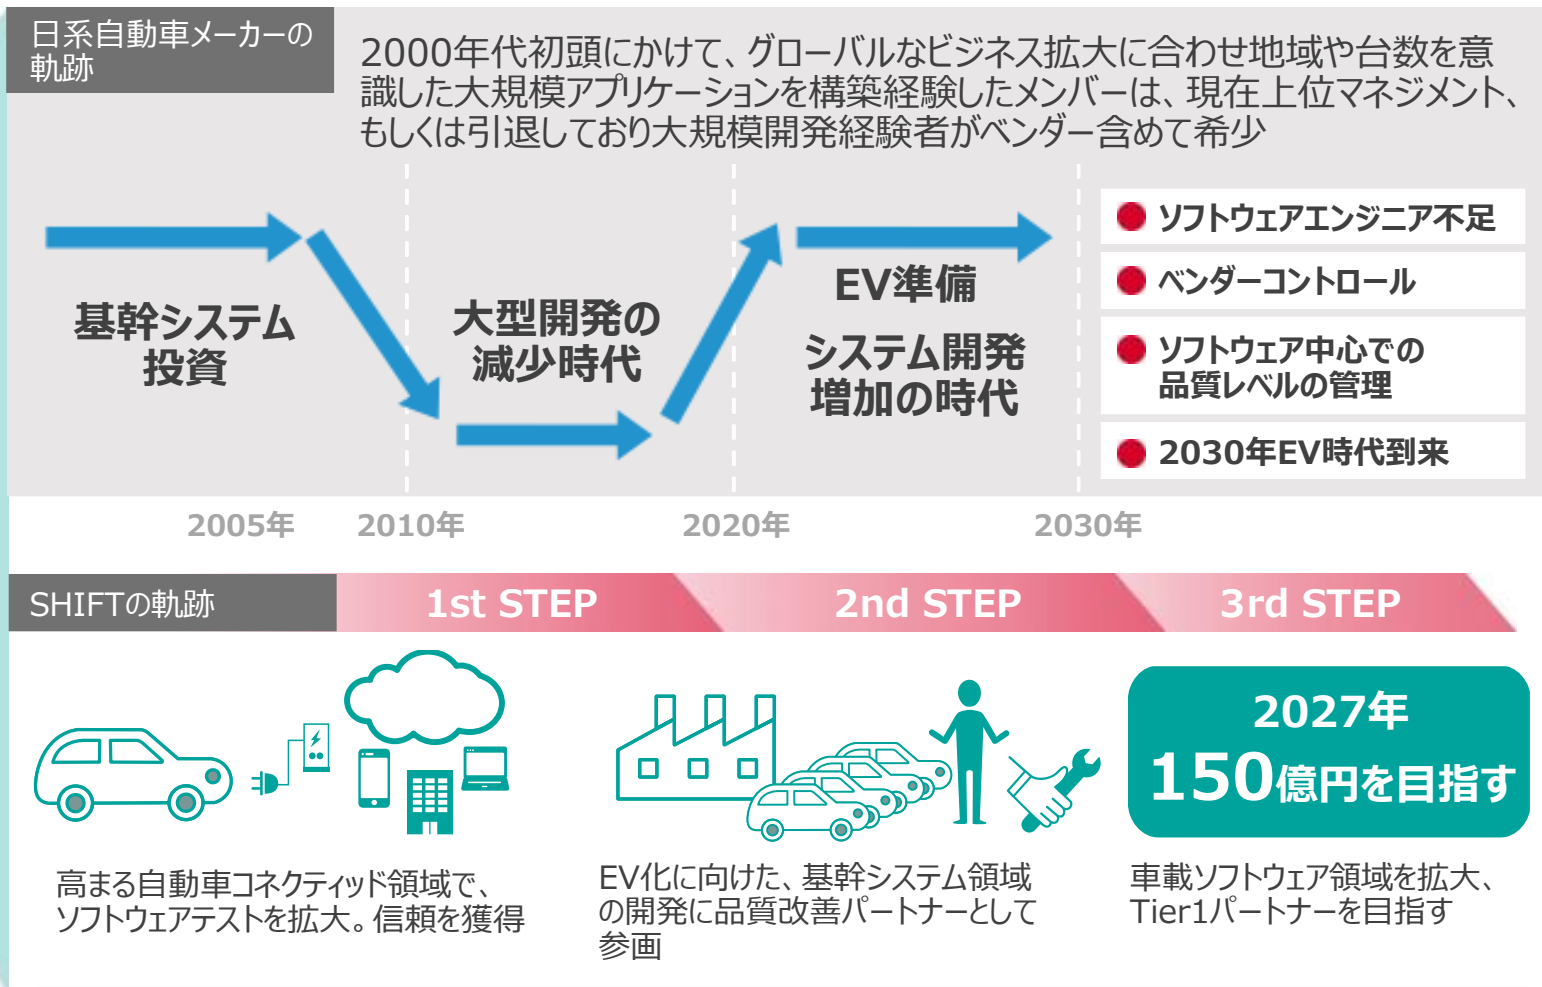 日系自動車メーカーの
軌跡
2000年代初頭にかけて、グローバルなビジネス拡大に合わせ地域や台数を意
識した大規模アプリケーションを構築経験したメンバーは、現在上位マネジメント、
もしくは引退しており大規模開発経験者がベンダー含めて希少
基幹システム
投資
大型開発の
減少時代
EV準備
システム開発
増加の時代
ソフトウェアエンジニア不足
ベンダーコントロール
ソフトウェア中心での
品質レベルの管理
2030年EV時代到来
2005年
2010年
2020年
2030年
SHIFTの軌跡
1st STEP
2nd STEP
3rd STEP
高まる自動車コネクティッド領域で、
ソフトウェアテストを拡大。信頼を獲得
EV化に向けた、基幹システム領域
の開発に品質改善パートナーとして
参画
2027年
150億円を目指す
車載ソフトウェア領域を拡大、
Tier1パートナーを目指す